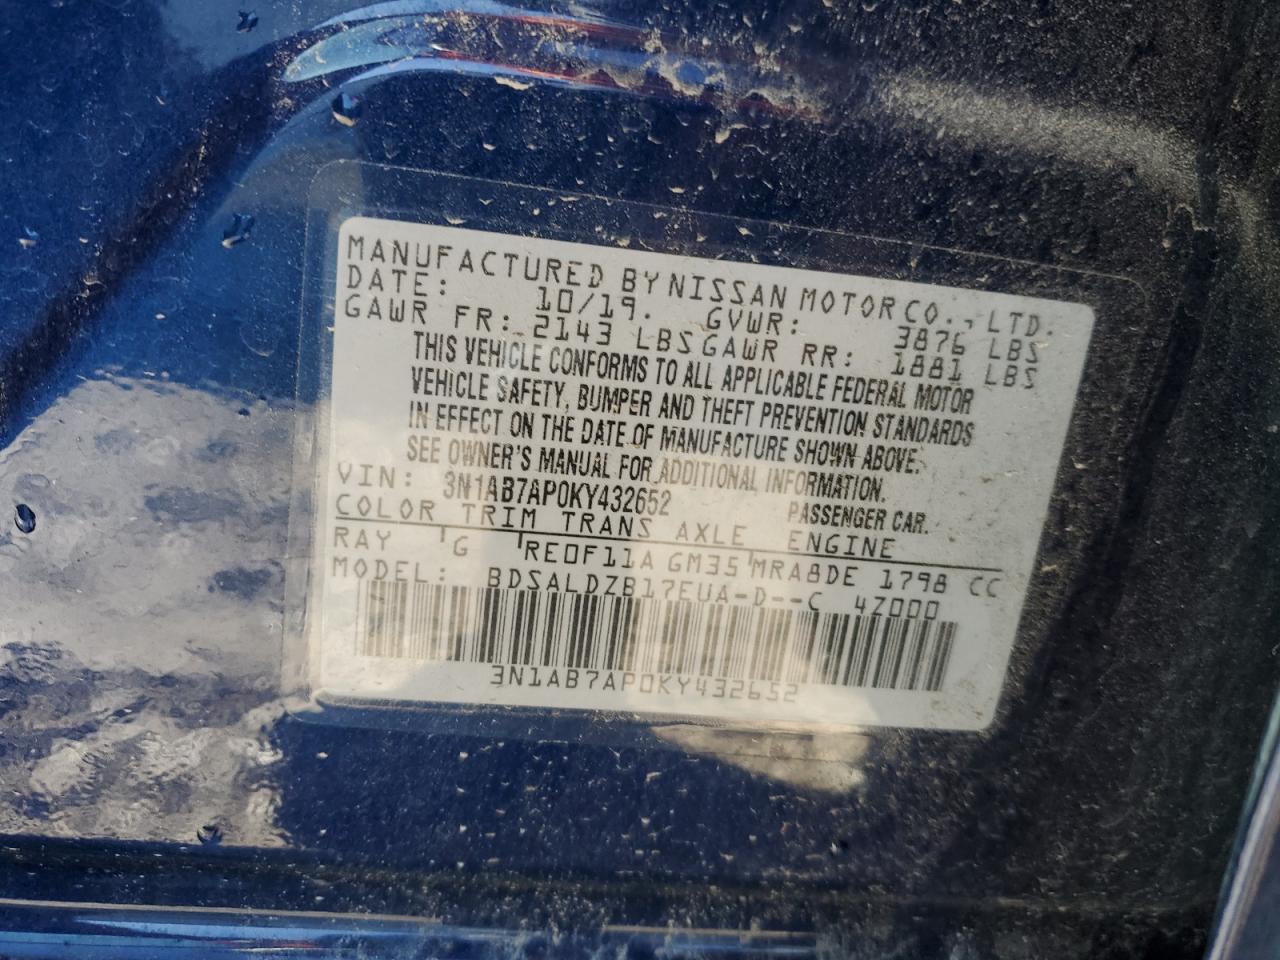 MANUFACTURED BY NISSAN MOTOR CO., LTD.
DATE: 10/19. GVWR: 3876 LBS
GAWR FR: 2143 LBS GAWR RR: 1881 LBS
THIS VEHICLE CONFORMS TO ALL APPLICABLE FEDERAL MOTOR
VEHICLE SAFETY, BUMPER AND THEFT PREVENTION STANDARDS
IN EFFECT ON THE DATE OF MANUFACTURE SHOWN ABOVE.
SEE OWNER'S MANUAL FOR ADDITIONAL INFORMATION.
VIN: 3N1AB7AP0KY432652 PASSENGER CAR.
COLOR TRIM TRANS AXLE ENGINE
RAY G RE0F11A GM35 MRA8DE 1798 CC
MODEL: BDSALDZB17EUA-D--C 4Z000
3N1AB7AP0KY432652